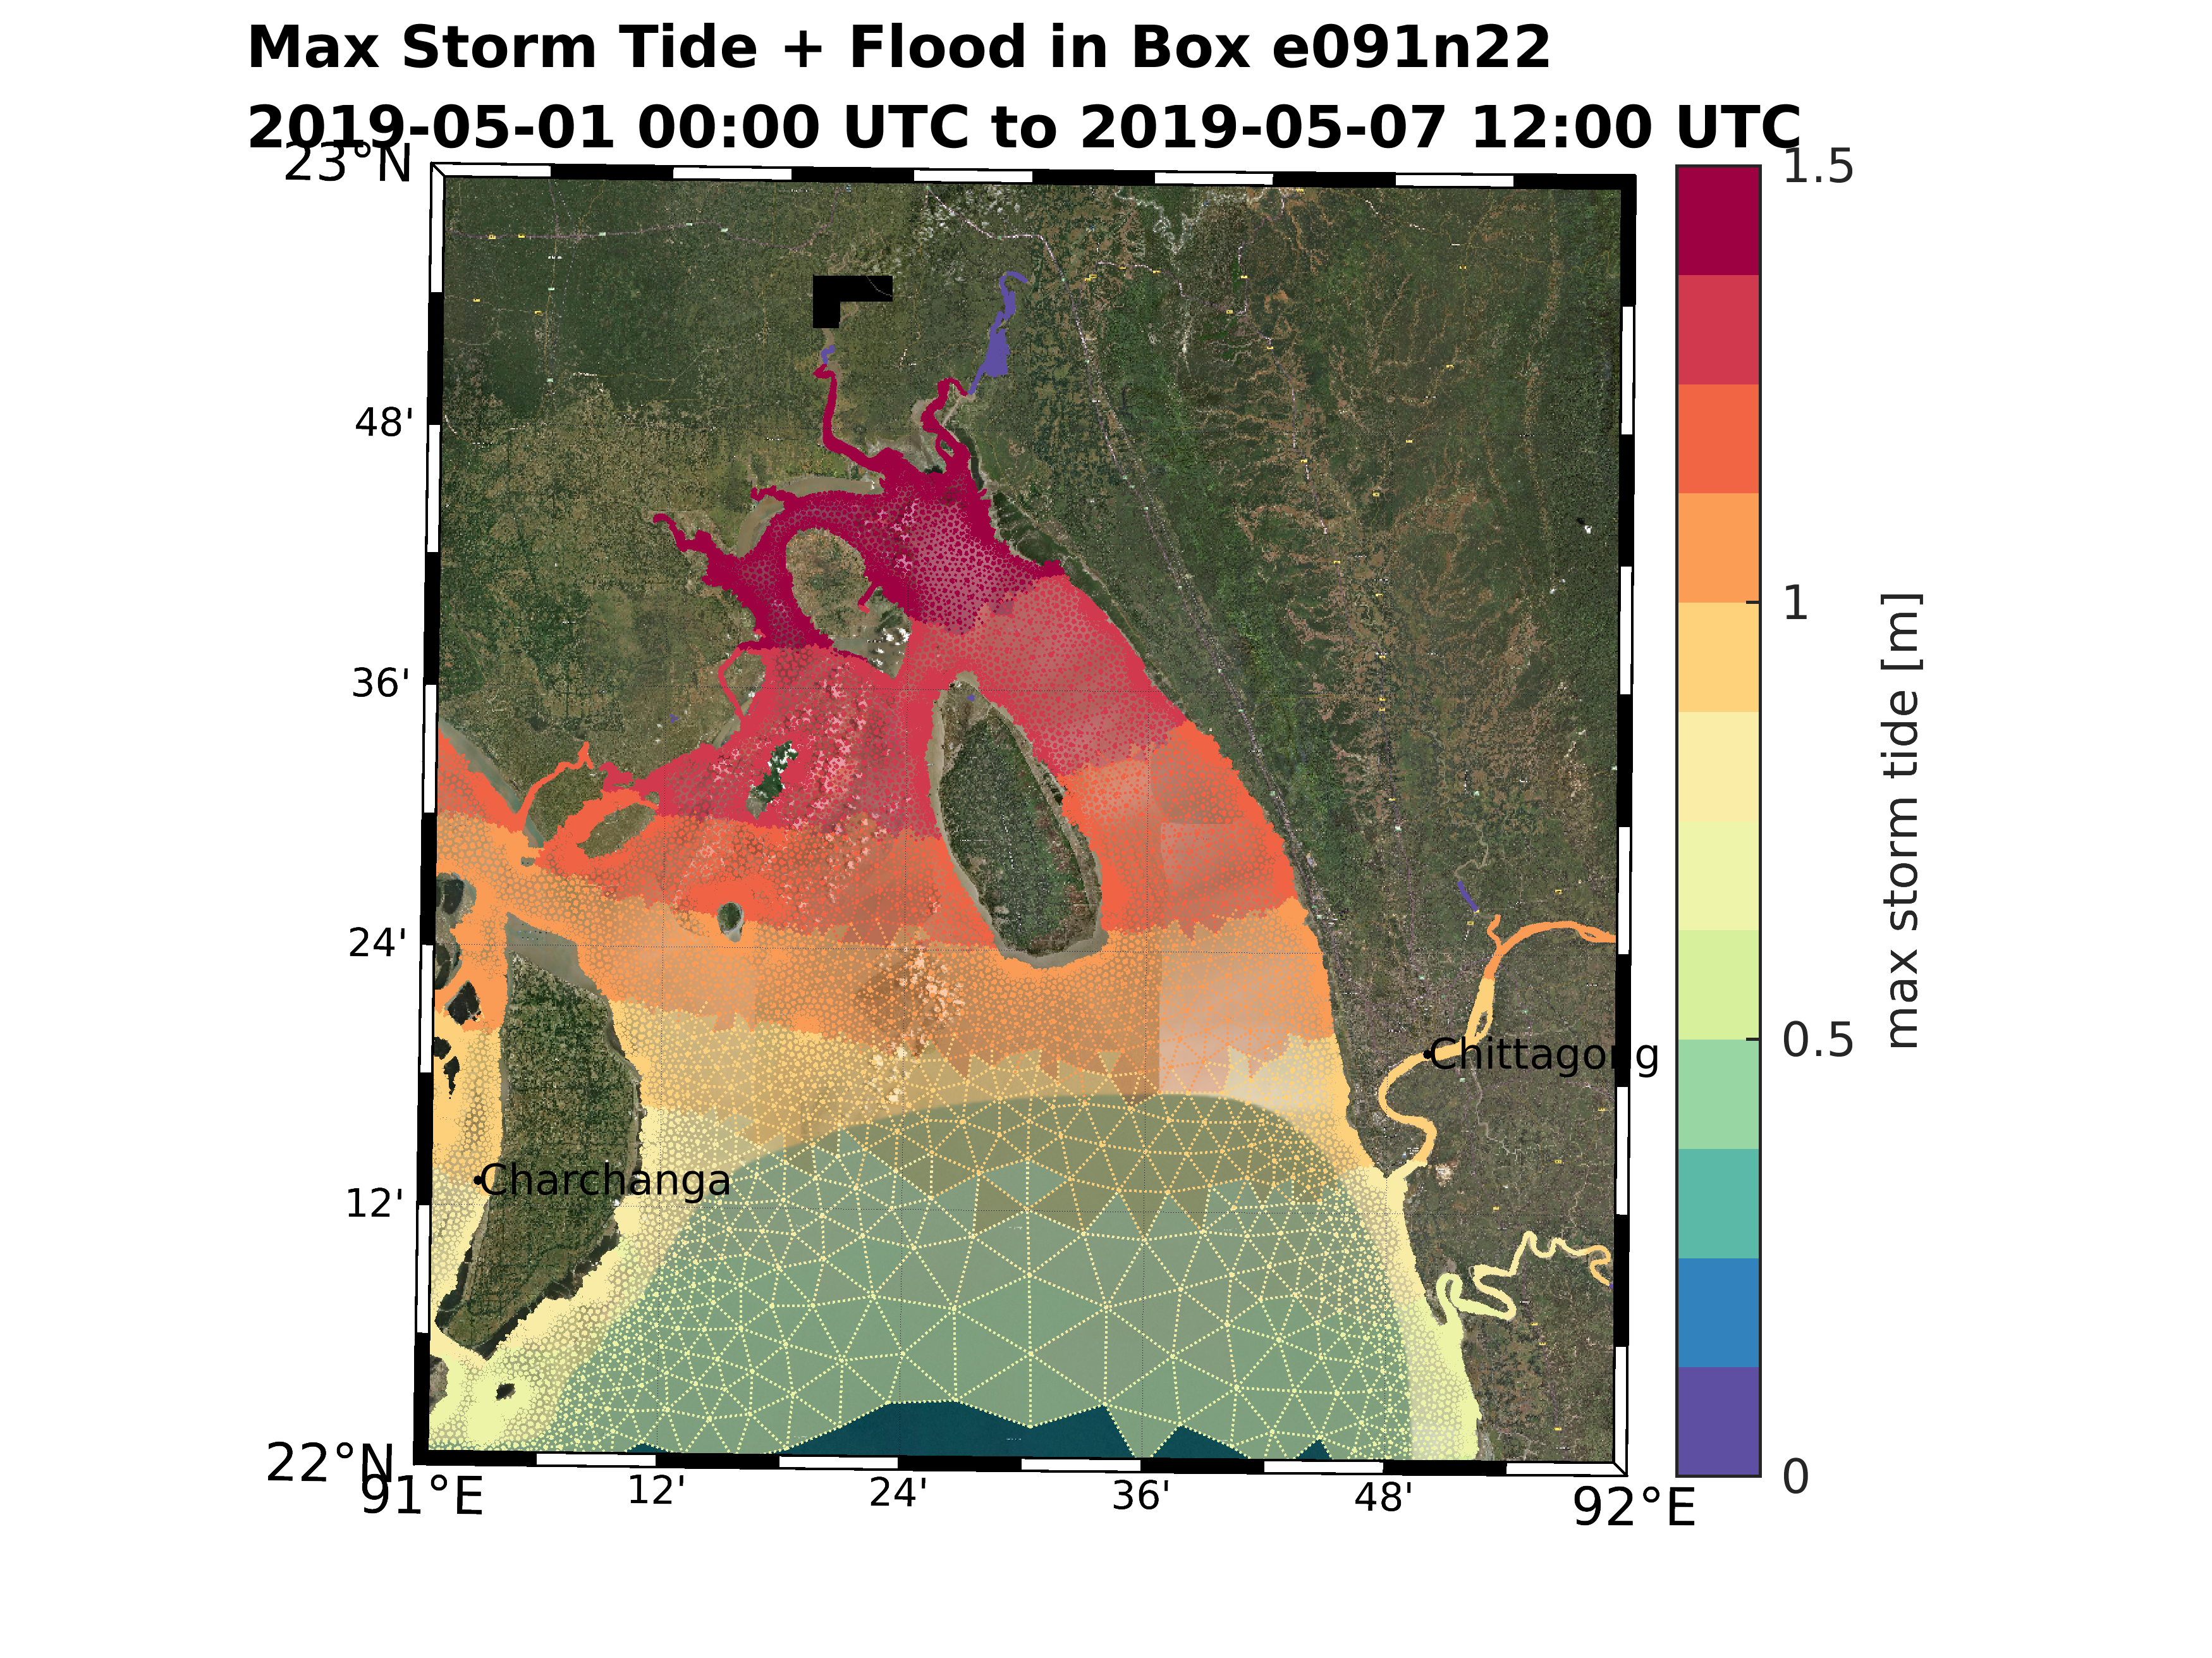 Max Storm Tide + Flood in Box e091n22
2019-05-01 00:00 UTC to 2019-05-07 12:00 UTC
23°N
48'
36'
24'
12'
22°N
91°E
12'
24'
36'
48'
92°E
Chittagong
Charchanga
1.5
1
0.5
0
max storm tide [m]